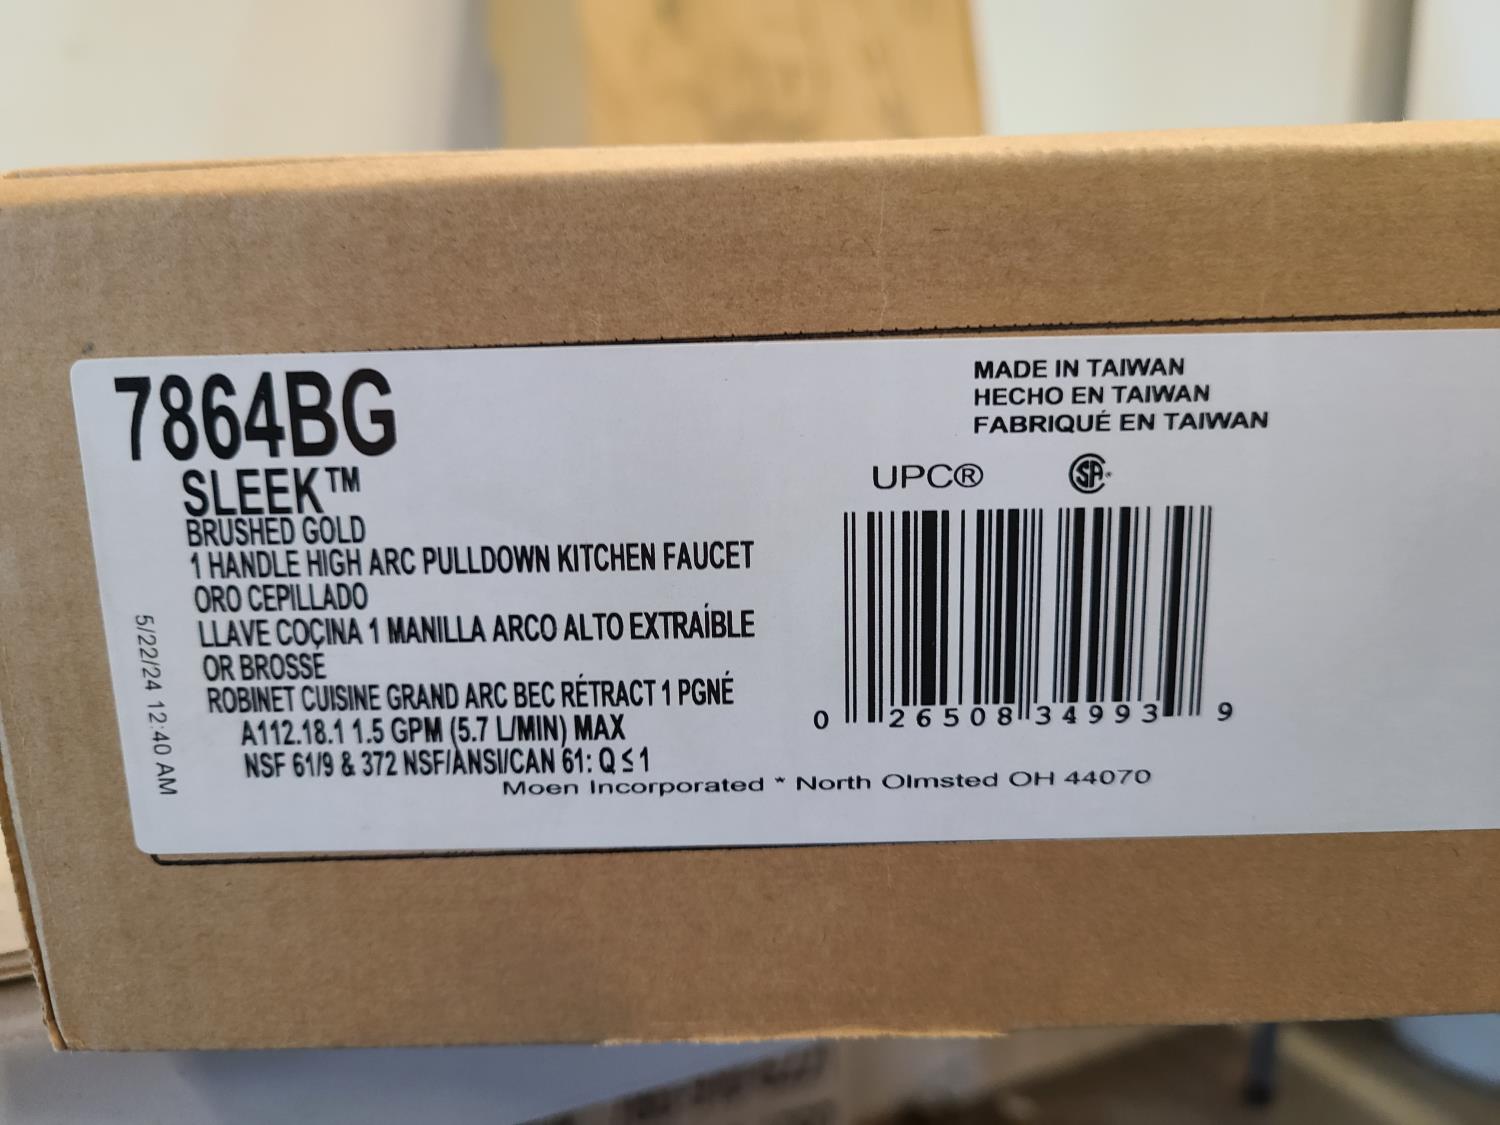 7864BG
SLEEK™
BRUSHED GOLD
1 HANDLE HIGH ARC PULLDOWN KITCHEN FAUCET
ORO CEPILLADO
LLAVE COÇINA 1 MANILLA ARCO ALTO EXTRAÍBLE
OR BROSSÉ
ROBINET CUISINE GRAND ARC BEC RÉTRACT 1 PGNÉ
A112.18.1 1.5 GPM (5.7 L/MIN) MAX
NSF 61/9 & 372 NSF/ANSI/CAN 61: Q ≤ 1
Moen Incorporated * North Olmsted OH 44070
5/22/24 12:40 AM
MADE IN TAIWAN
HECHO EN TAIWAN
FABRIQUÉ EN TAIWAN
UPC® SA
0 26508 34993 9